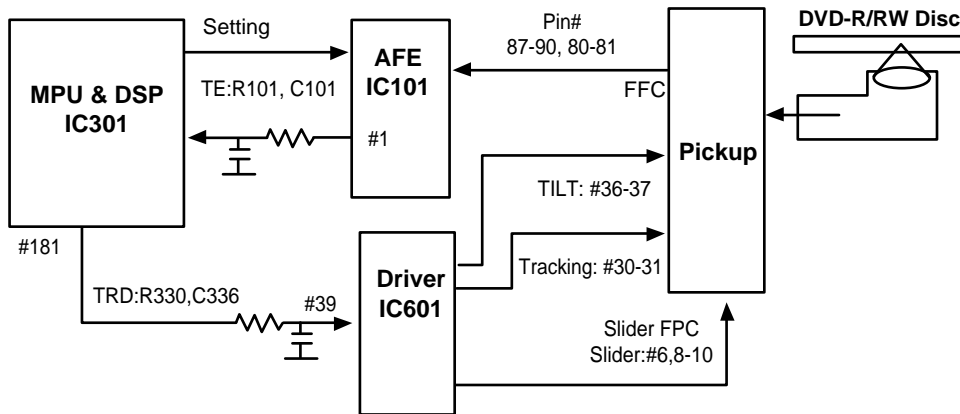 Setting
Pin#
87-90, 80-81
DVD-R/RW Disc
AFE
IC101
MPU & DSP
IC301
TE:R101, C101
FFC
#1
Pickup
TILT: #36-37
#181
Driver
IC601
Tracking: #30-31
TRD:R330,C336
#39
Slider FPC
Slider:#6,8-10